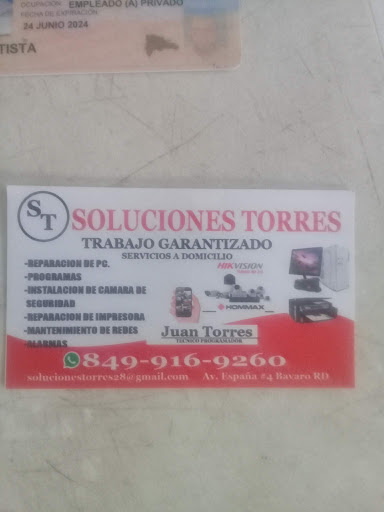 OCUPACIÓN: EMPLEADO (A) PRIVADO
FECHA DE EXPIRACIÓN:
24 JUNIO 2024
TISTA
ST
SOLUCIONES TORRES
TRABAJO GARANTIZADO
SERVICIOS A DOMICILIO
-REPARACION DE PC.
-PROGRAMAS
-INSTALACION DE CAMARA DE
SEGURIDAD
-REPARACION DE IMPRESORA
-MANTENIMIENTO DE REDES
-ALARMAS
HIKVISION
HOMMAX
Juan Torres
TECNICO PROGRAMADOR
849-916-9260
solucionestorres28@gmail.com Av. España #4 Bavaro RD